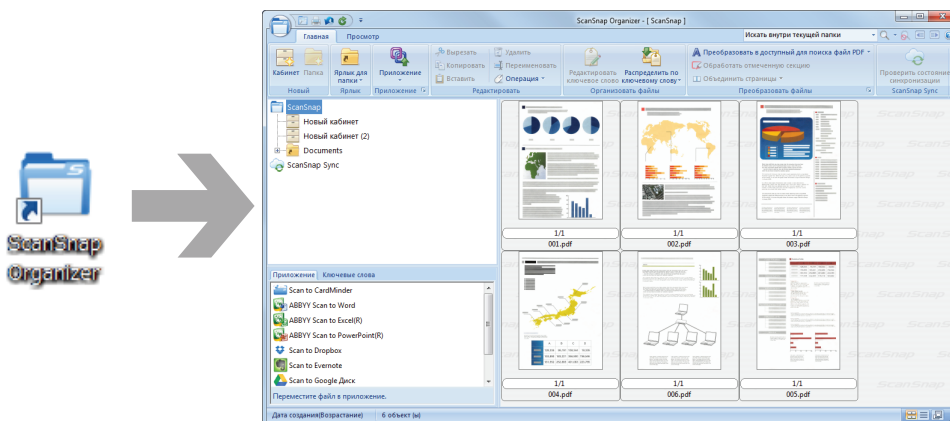 ScanSnap
Organizer
ScanSnap Organizer - [ ScanSnap ]
Главная Просмотр
Искать внутри текущей папки
Кабинет Папка
Новый
Ярлык для папки
Ярлык
Приложение
Приложение
Вырезать
Копировать
Вставить
Удалить
Переименовать
Операция
Редактировать
Редактировать ключевое слово
Распределить по ключевому слову
Организовать файлы
Преобразовать в доступный для поиска файл PDF
Обработать отмеченную секцию
Объединить страницы
Преобразовать файлы
Проверить состояние синхронизации
ScanSnap Sync
ScanSnap
Новый кабинет
Новый кабинет (2)
Documents
ScanSnap Sync
1/1
001.pdf
1/1
002.pdf
1/1
003.pdf
1/1
004.pdf
1/1
006.pdf
1/1
005.pdf
Приложение Ключевые слова
Scan to CardMinder
ABBYY Scan to Word
ABBYY Scan to Excel(R)
ABBYY Scan to PowerPoint(R)
Scan to Dropbox
Scan to Evernote
Scan to Google Диск
Переместите файл в приложение.
Дата создания(Возрастание) 6 объект (ы)